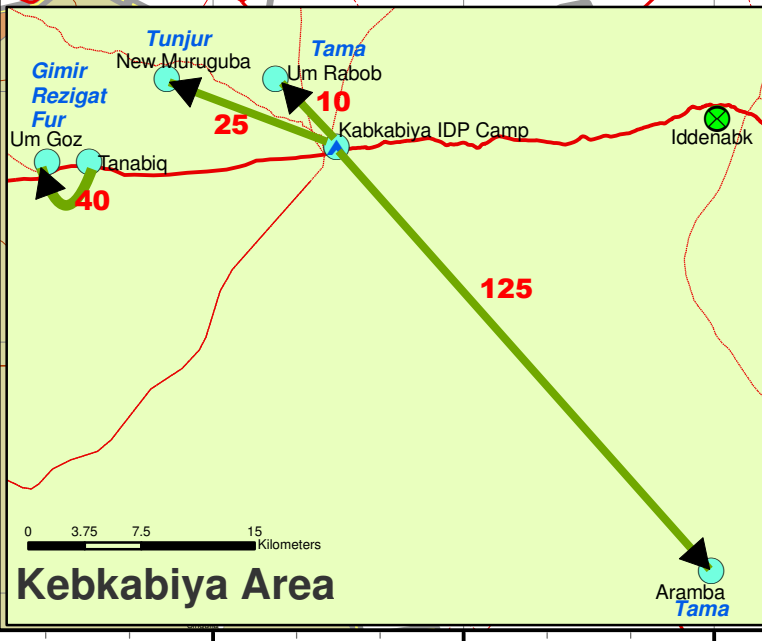 Tunjur
New Muruguba
Tama
Um Rabob
Gimir
Rezigat
Fur
Um Goz
Tanabiq
10
25
Kabkabiya IDP Camp
Iddenabk
40
125
0 3.75 7.5 15
Kilometers
Kebkabiya Area
Aramba
Tama